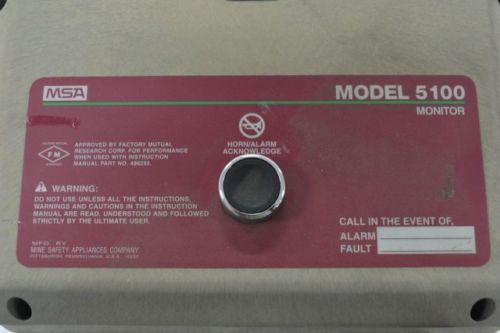 MSA
MODEL 5100
MONITOR
FM
APPROVED BY FACTORY MUTUAL
RESEARCH CORP. FOR PERFORMANCE
WHEN USED WITH INSTRUCTION
MANUAL PART NO. 496293.
HORN/ALARM
ACKNOWLEDGE
WARNING:
DO NOT USE UNLESS ALL THE INSTRUCTIONS,
WARNINGS AND CAUTIONS IN THE INSTRUCTION
MANUAL ARE READ, UNDERSTOOD AND FOLLOWED
STRICTLY BY THE ULTIMATE USER.
MFD BY
MINE SAFETY APPLIANCES COMPANY
PITTSBURGH, PENNSYLVANIA, U.S.A.
CALL IN THE EVENT OF,
ALARM
FAULT